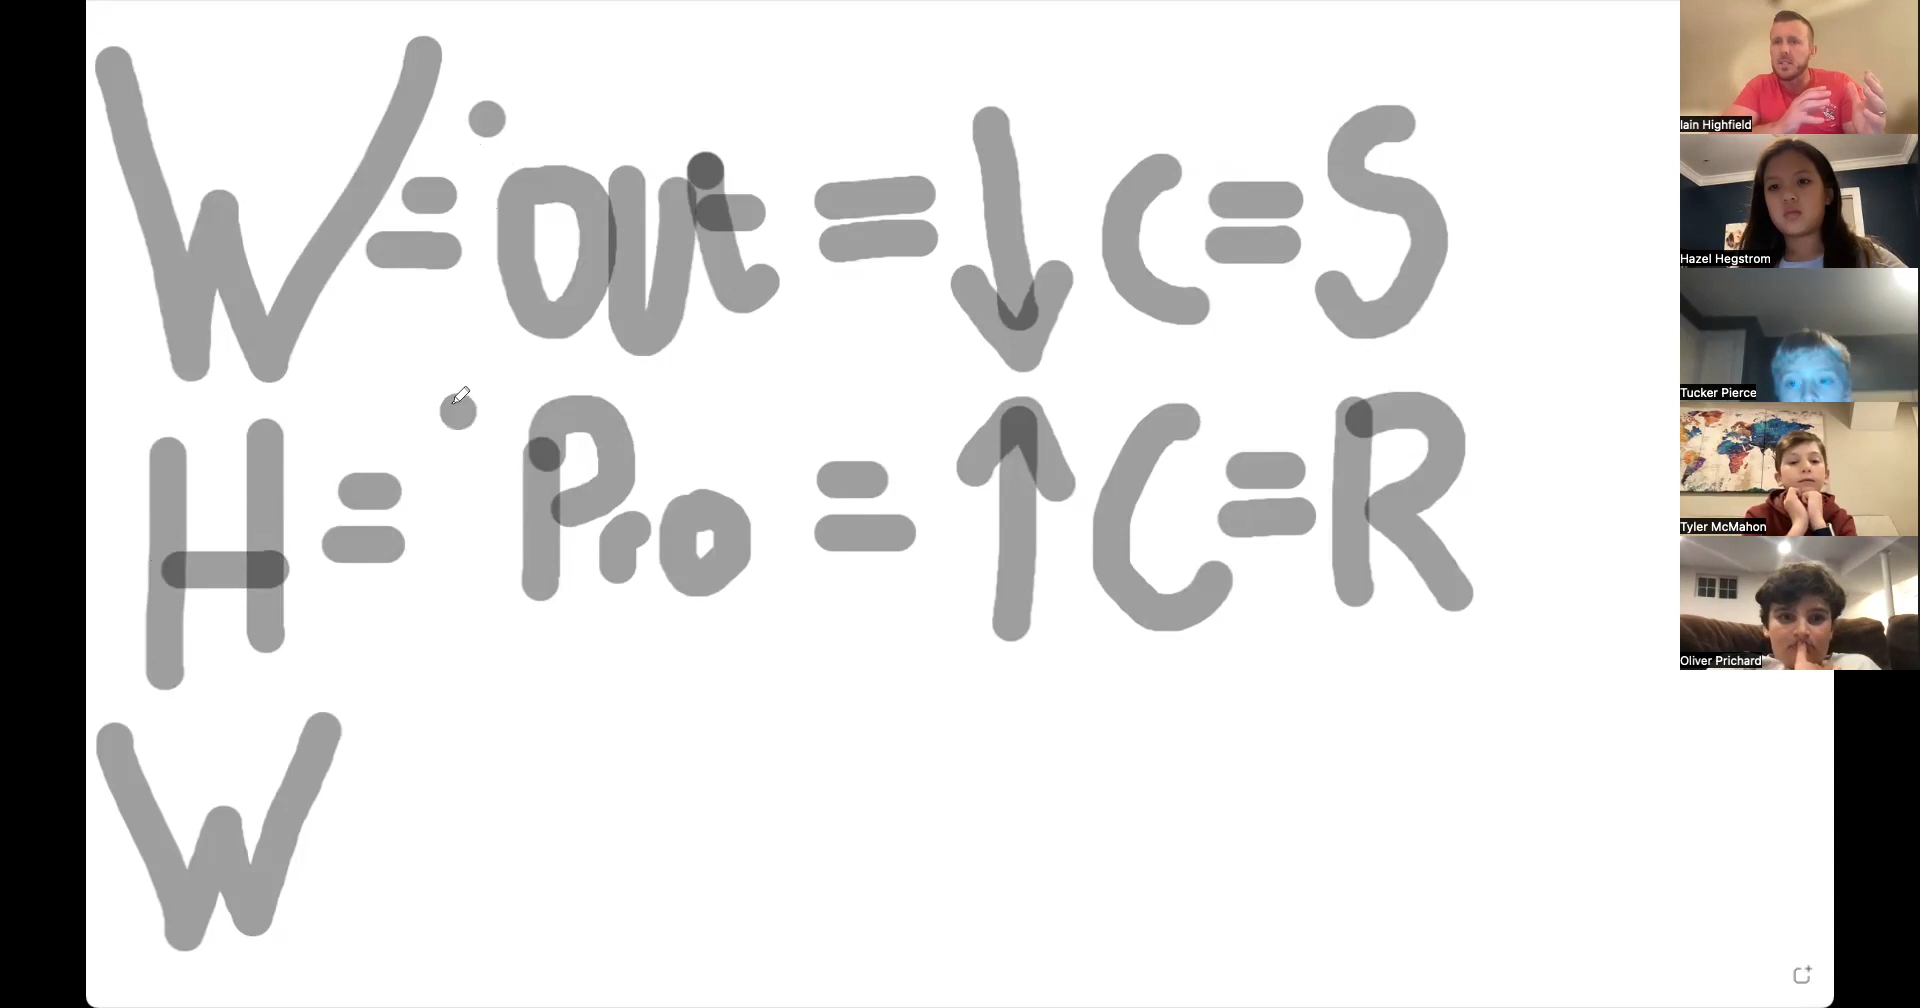 W = out = ↓ C = S
H = Pro = ↑ C = R
W
Iain Highfield
Hazel Hegstrom
Tucker Pierce
Tyler McMahon
Oliver Prichard